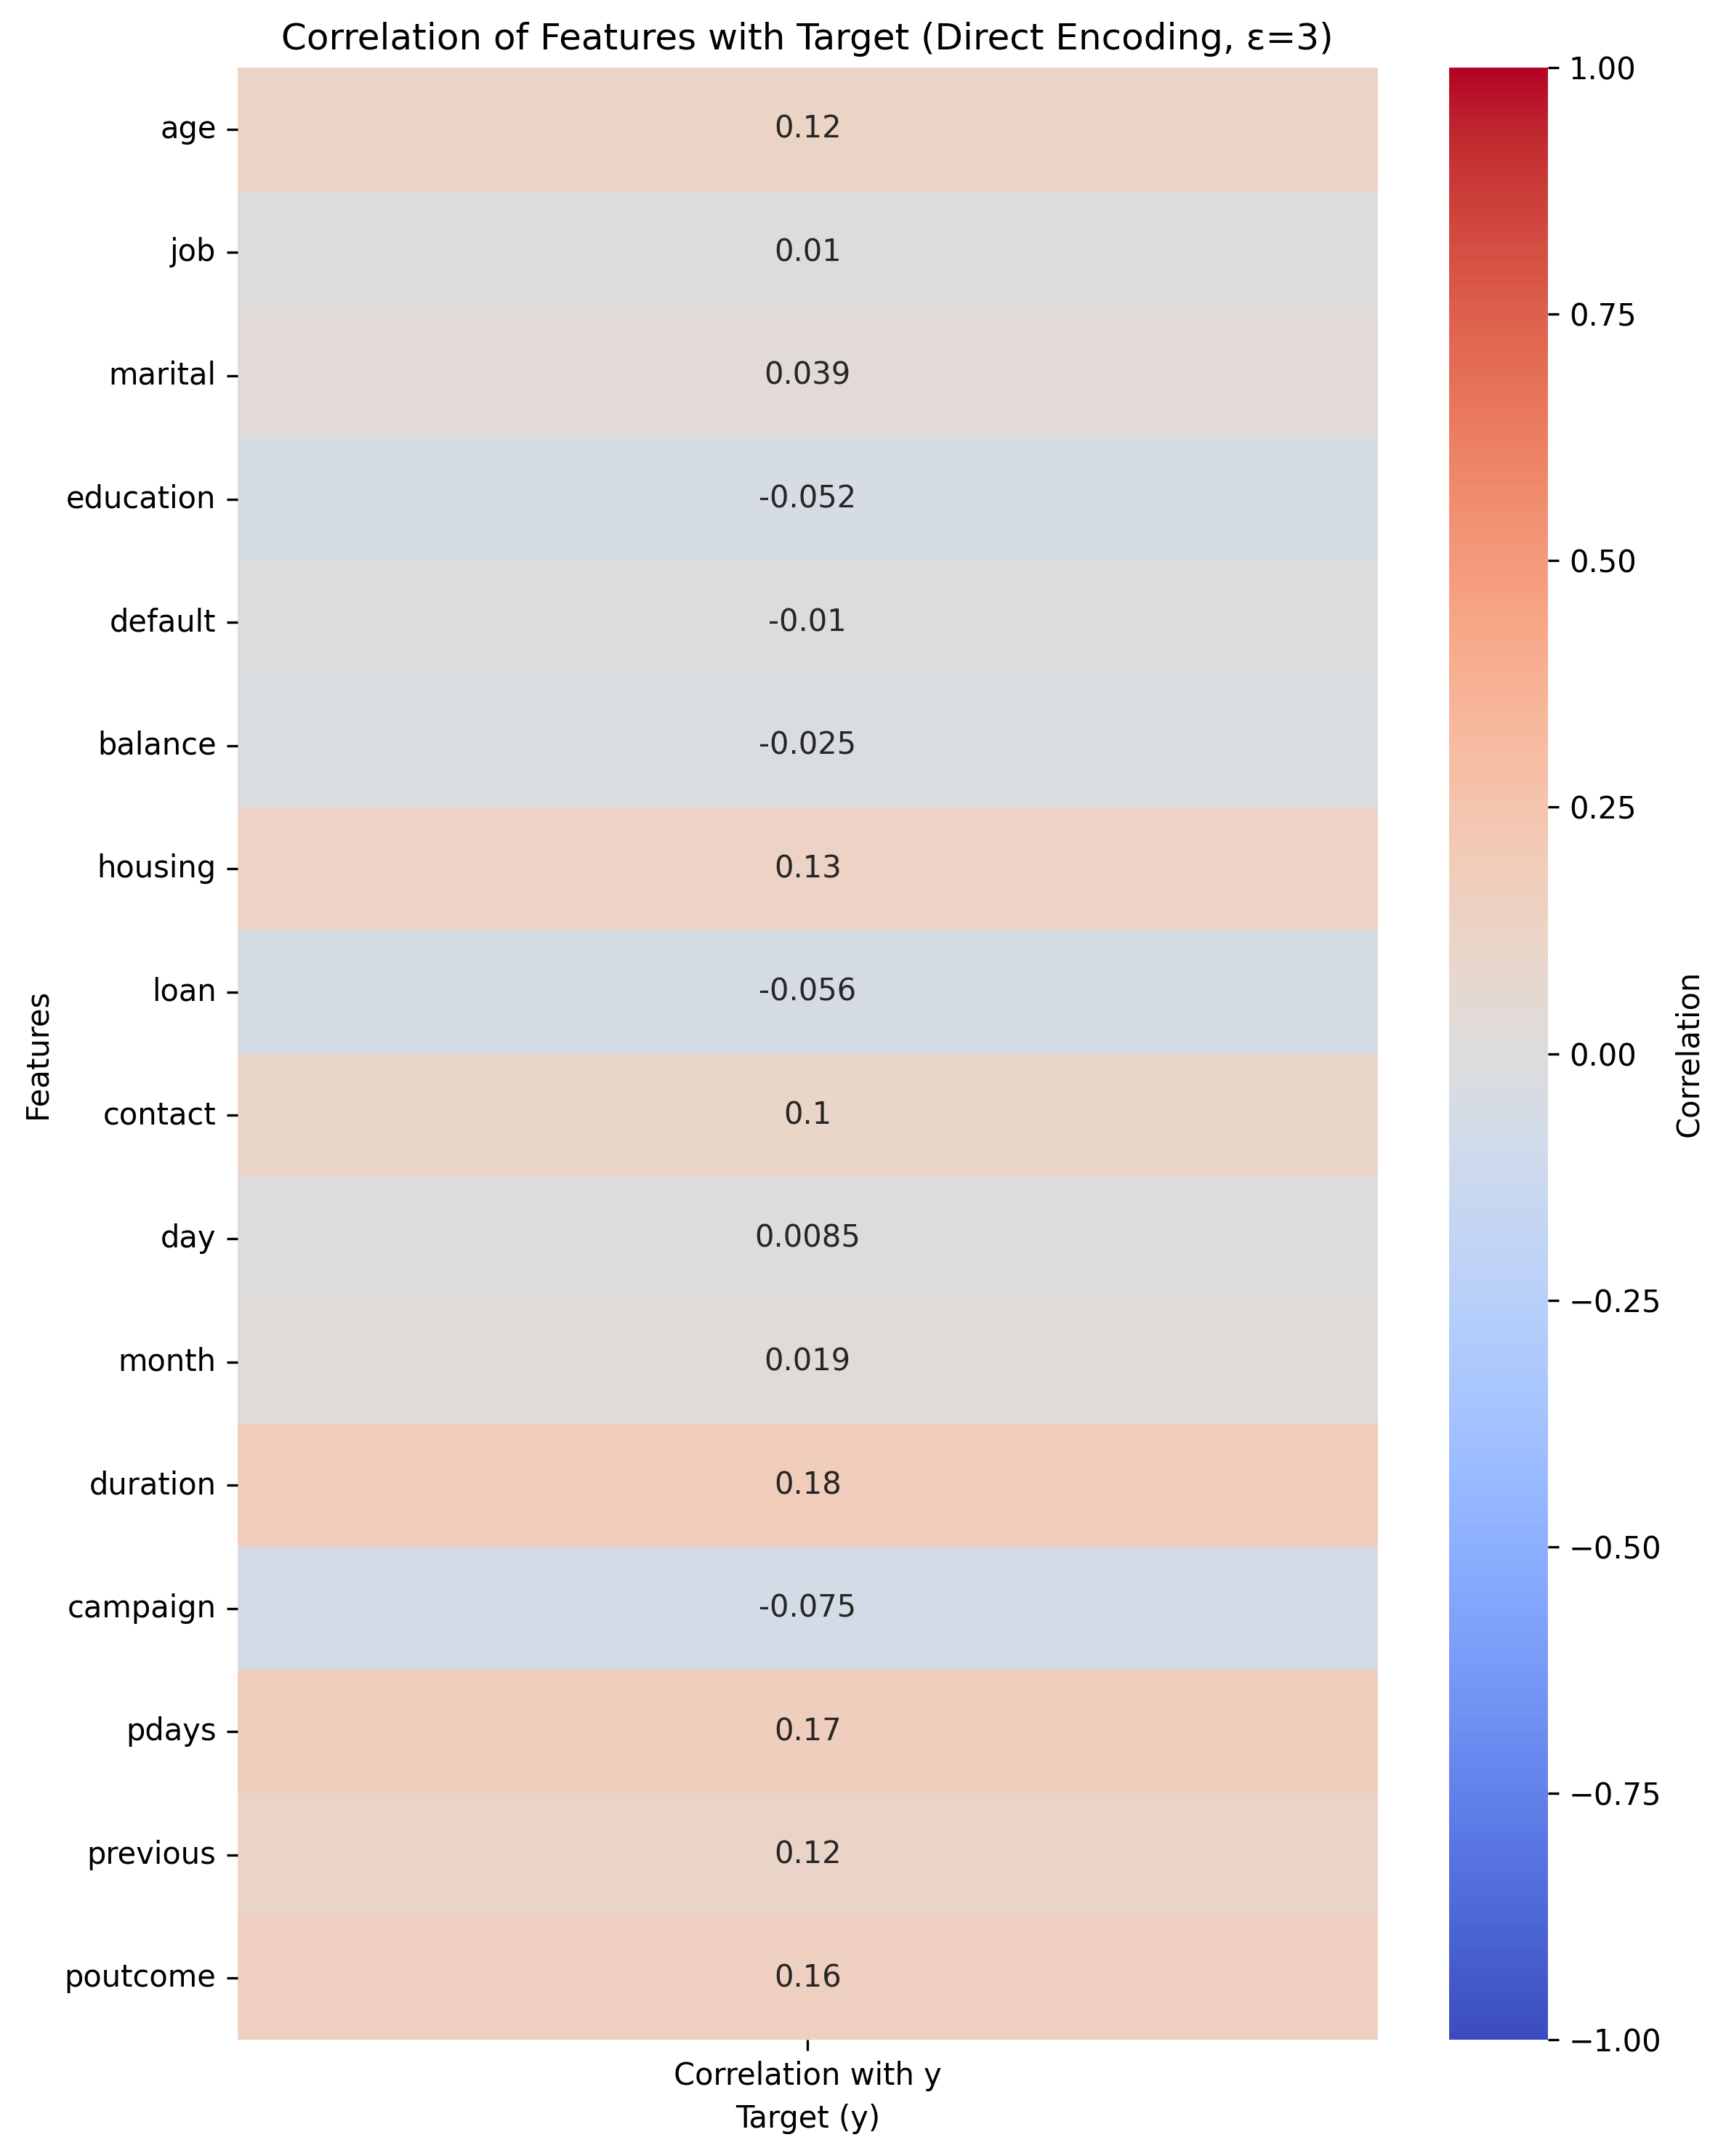 Correlation of Features with Target (Direct Encoding, ε=3)
age 0.12
job 0.01
marital 0.039
education -0.052
default -0.01
balance -0.025
housing 0.13
loan -0.056
contact 0.1
day 0.0085
month 0.019
duration 0.18
campaign -0.075
pdays 0.17
previous 0.12
poutcome 0.16
Features
Correlation with y
Target (y)
1.00
0.75
0.50
0.25
0.00
−0.25
−0.50
−0.75
−1.00
Correlation